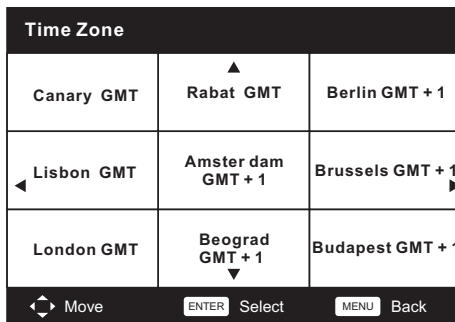 Time Zone
Canary GMT
Rabat GMT
Berlin GMT + 1
Lisbon GMT
Amster dam
GMT + 1
Brussels GMT + 1
London GMT
Beograd
GMT + 1
Budapest GMT + 1
Move
ENTER Select
MENU Back